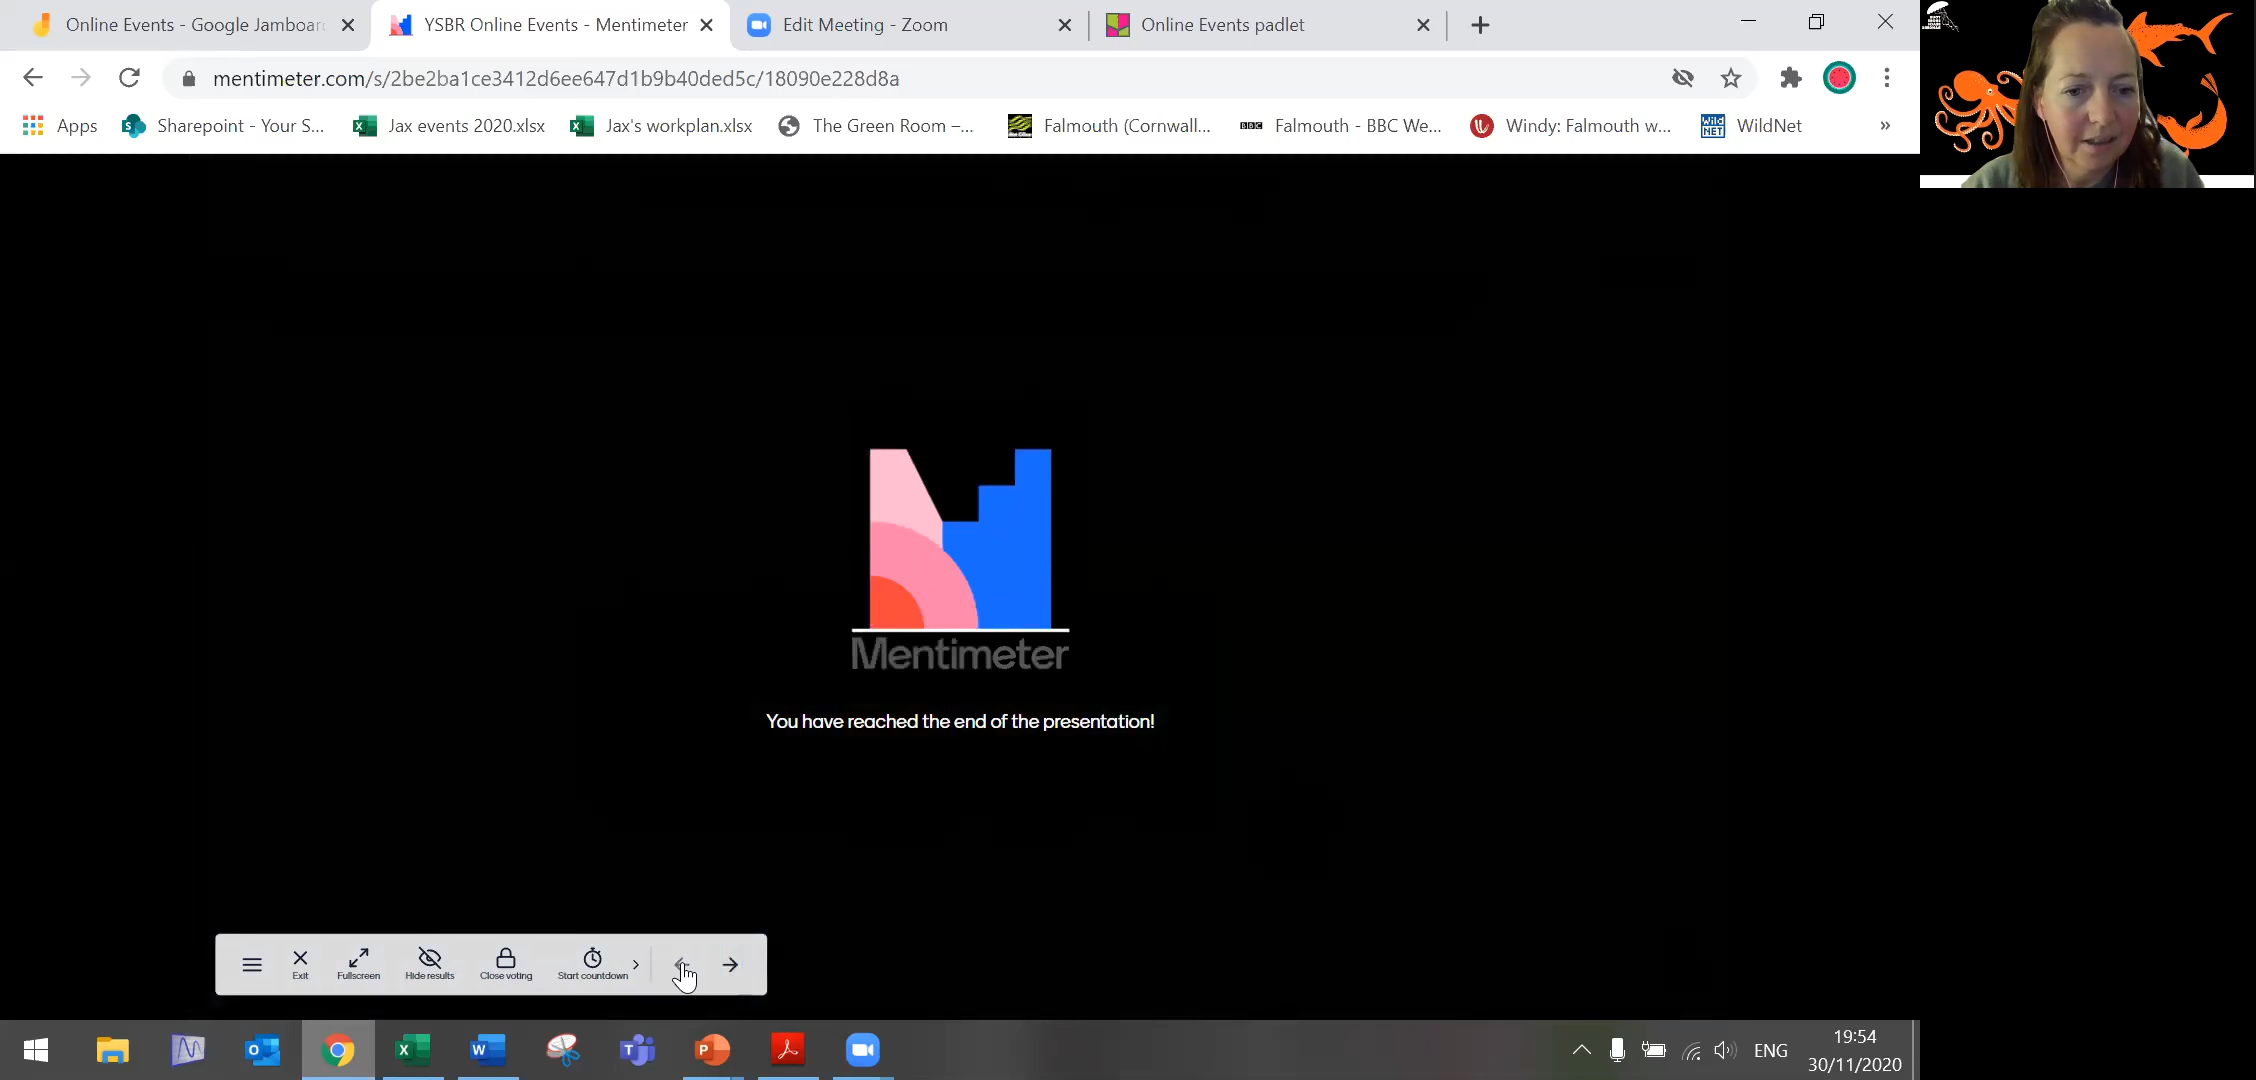 Online Events - Google Jamboard
YSBR Online Events - Mentimeter
Edit Meeting - Zoom
Online Events padlet
mentimeter.com/s/2be2ba1ce3412d6ee647d1b9b40ded5c/18090e228d8a
Apps
Sharepoint - Your S...
Jax events 2020.xlsx
Jax's workplan.xlsx
The Green Room –...
Falmouth (Cornwall...
BBC
Falmouth - BBC We...
Windy: Falmouth w...
Wild NET
WildNet
Mentimeter
You have reached the end of the presentation!
Exit
Fullscreen
Hide results
Close voting
Start countdown
ENG
19:54
30/11/2020